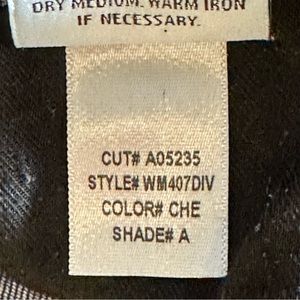 DRY MEDIUM. WARM IRON
IF NECESSARY.
CUT# A05235
STYLE# WM407DIV
COLOR# CHE
SHADE# A